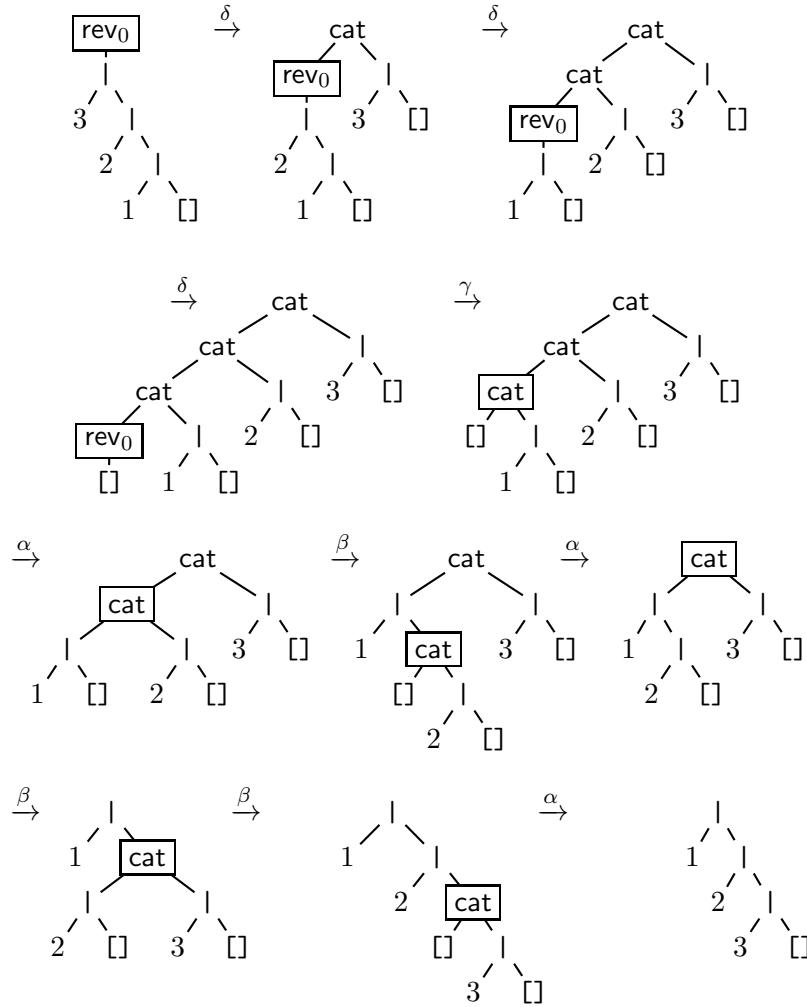 rev₀ δ→ cat δ→ cat
| rev₀ | cat |
3 | | 3 [] rev₀ | 3 []
2 | 2 | | 2 []
1 [] 1 [] 1 []
δ→ cat γ→ cat
cat | cat |
cat | 3 [] cat | 3 []
rev₀ | 2 [] [] | 2 []
[] 1 [] 1 []
α→ cat β→ cat α→ cat
cat | | | | |
| | 3 [] 1 cat 3 [] 1 | 3 []
1 [] 2 [] [] | 2 []
2 []
β→ | β→ | α→ |
1 cat 1 | 1 |
| | 2 cat 2 |
2 [] 3 [] [] | 3 []
3 []